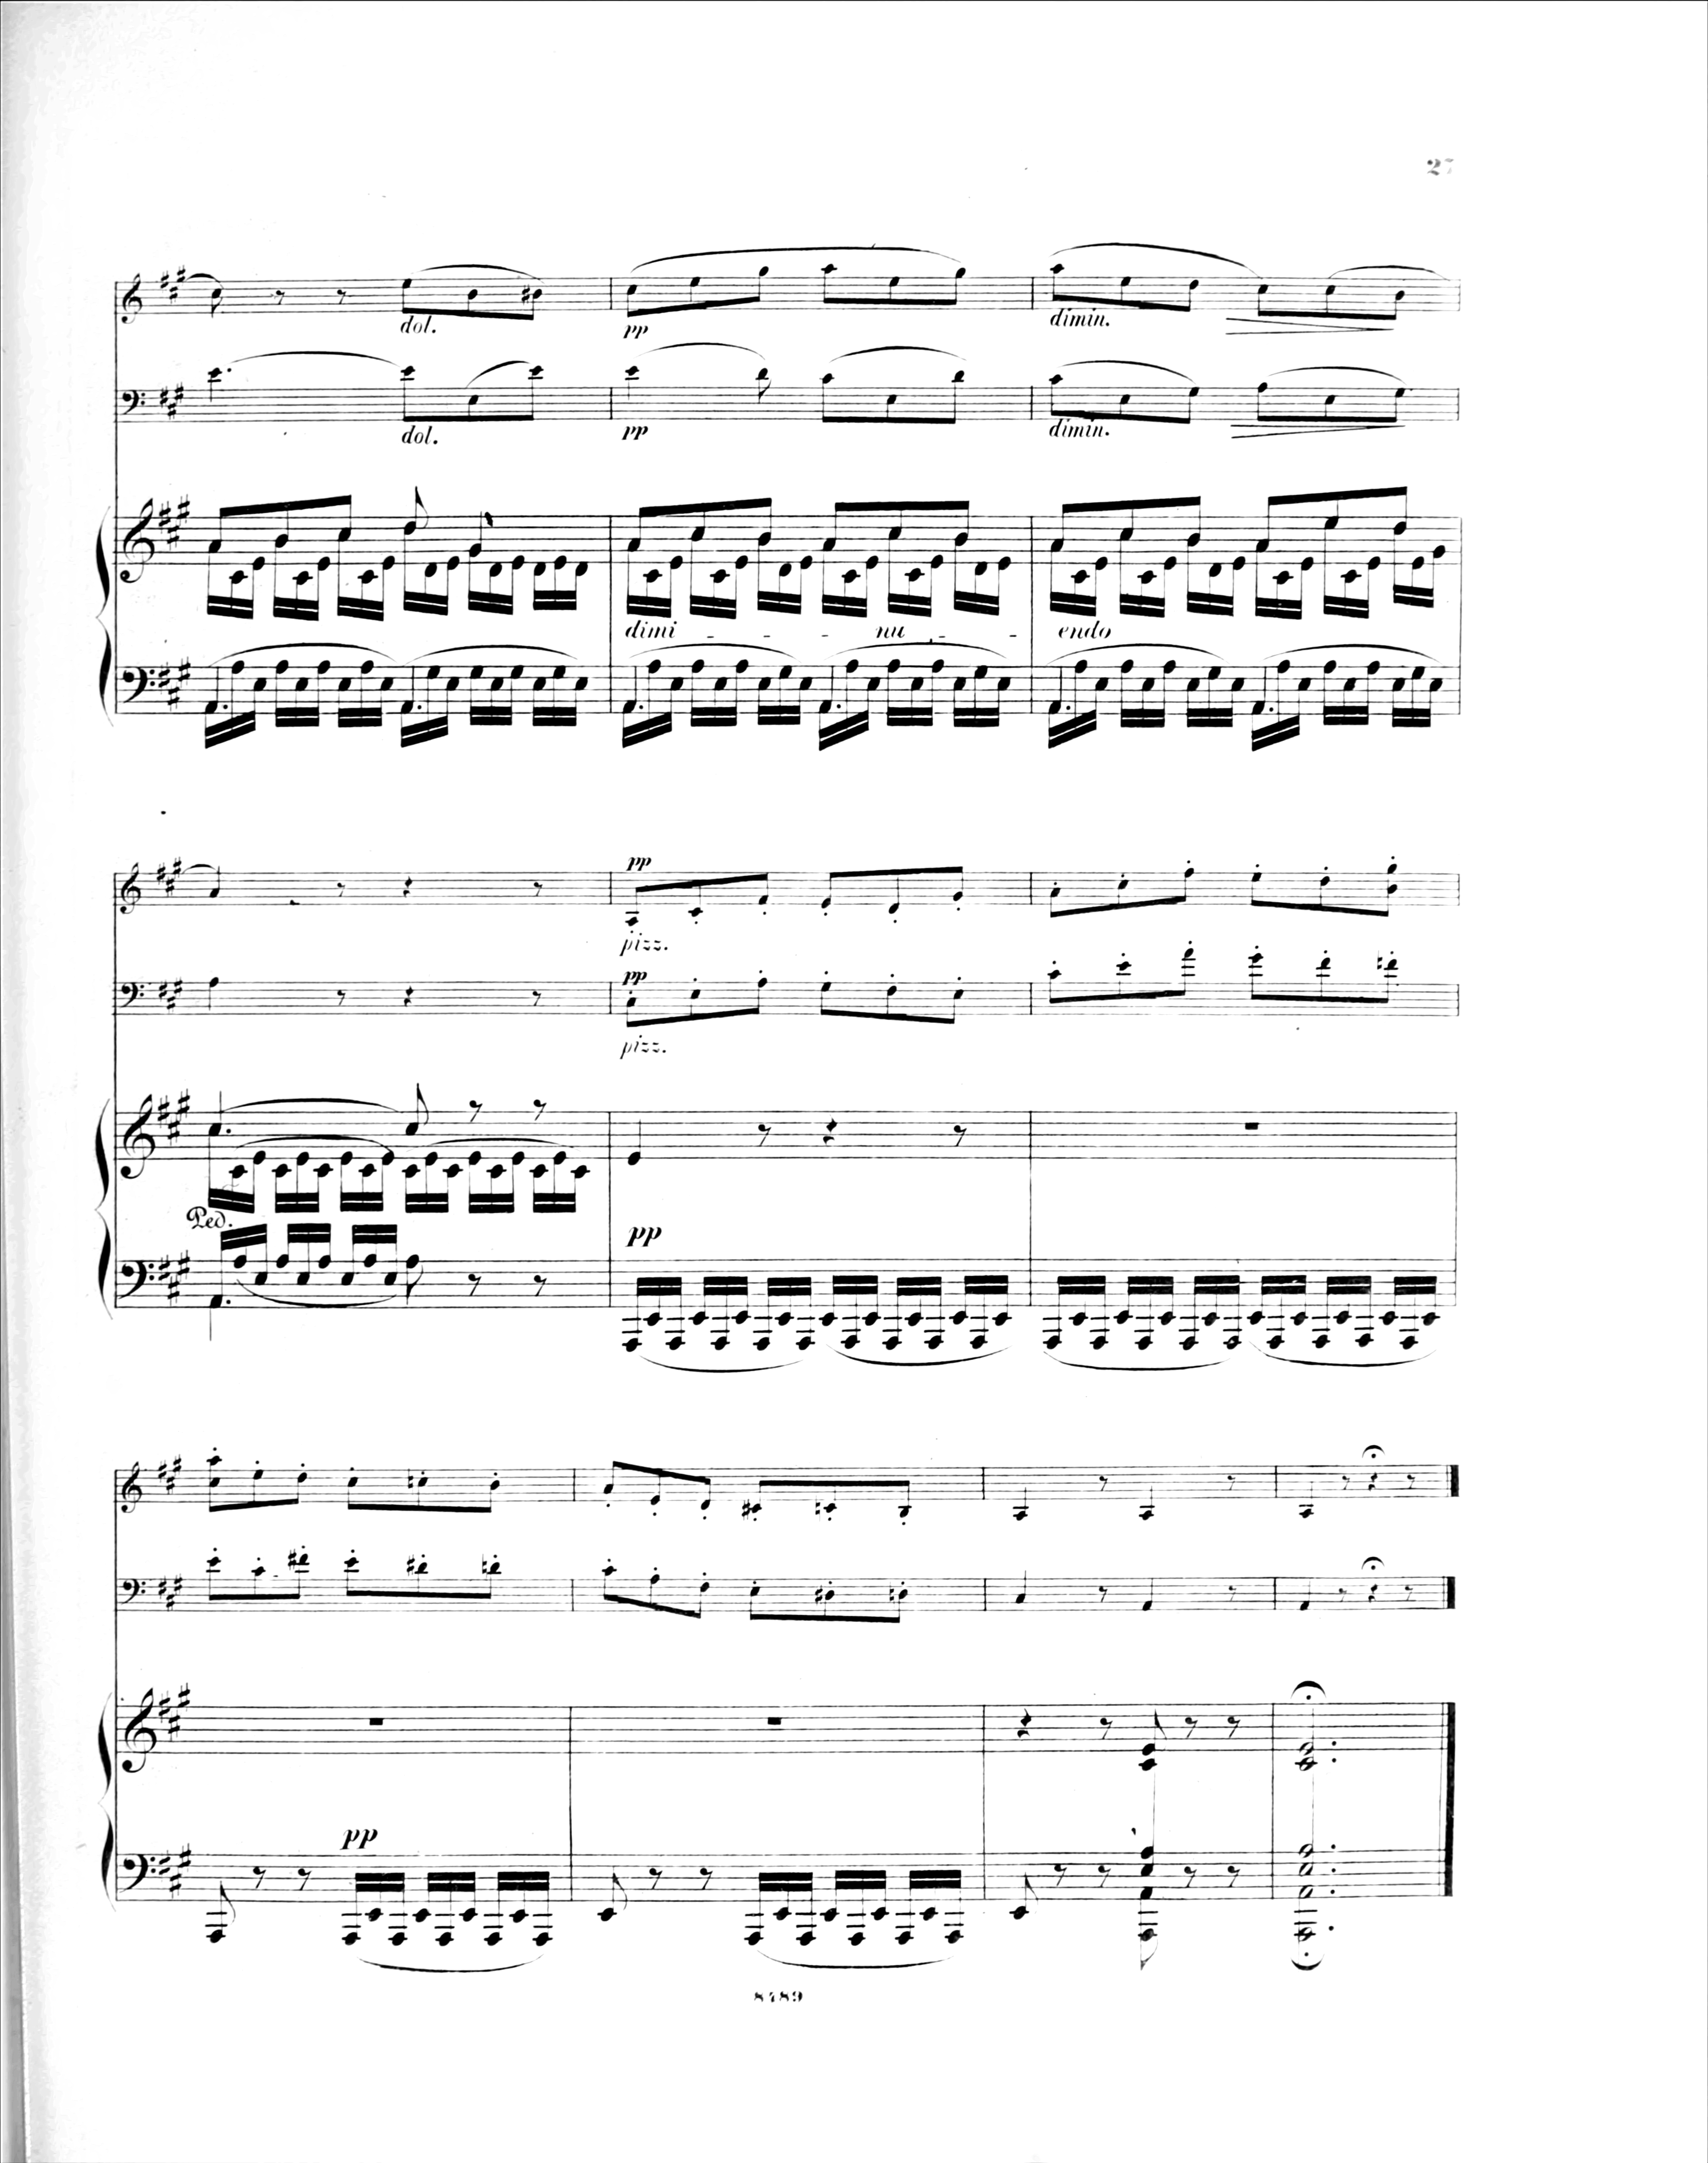 27
dol.
pp
dimin.
dol.
pp
dimin.
dimi - - - nu - - endo
pp
pizz.
pp
pizz.
Ped.
pp
pp
8489